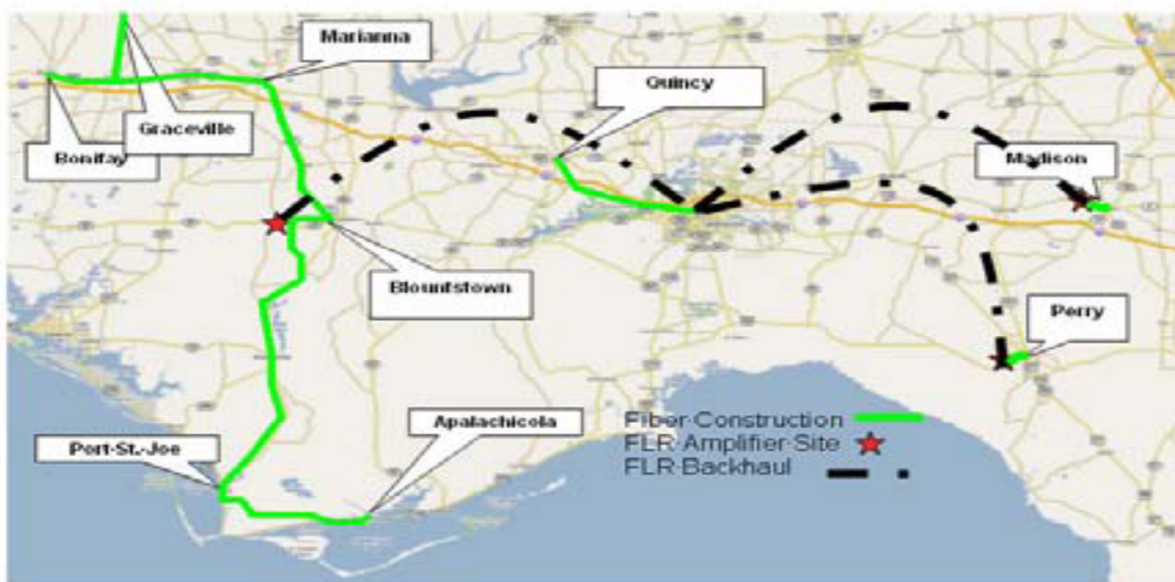 Marianna
Quincy
Graceville
Bonifay
Madison
Blountstown
Perry
Apalachicola
Port-St.-Joe
Fiber·Construction
FLR·Amplifier·Site
FLR·Backhaul